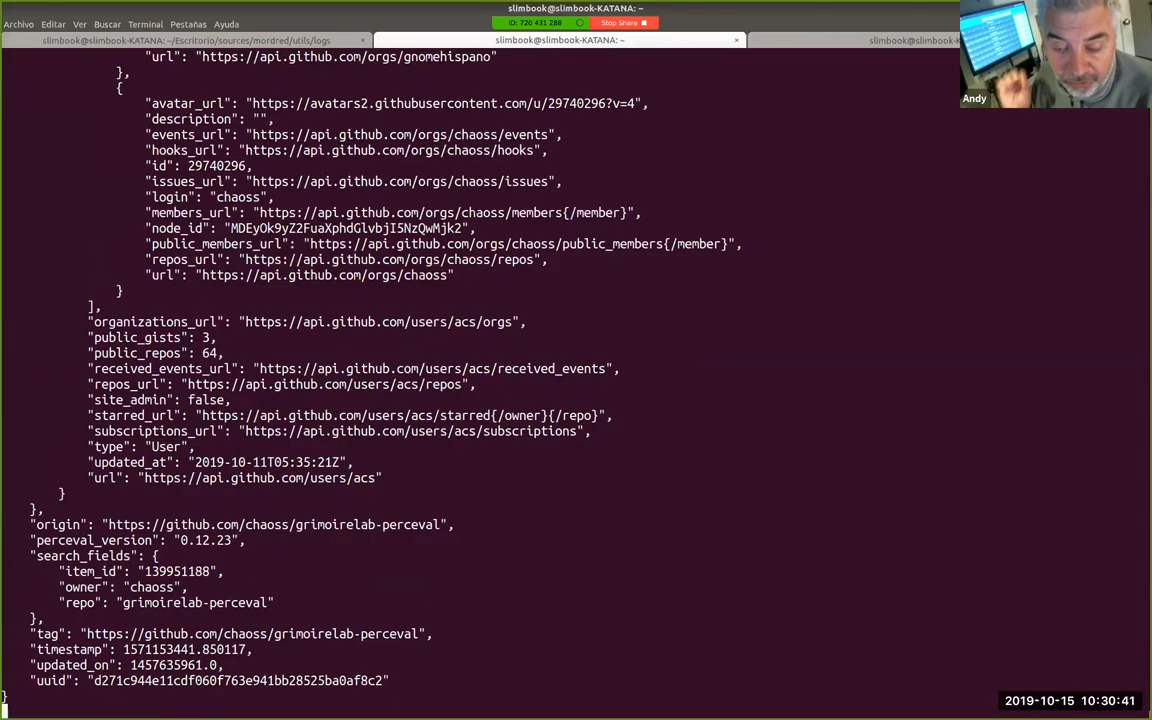 slimbook@slimbook-KATANA: ~
Archivo Editar Ver Buscar Terminal Pestañas Ayuda
ID: 720 431 288 Stop Share
slimbook@slimbook-KATANA: ~/Escritorio/sources/mordred/utils/logs × slimbook@slimbook-KATANA: ~ × slimbook@slimbook-K
"url": "https://api.github.com/orgs/gnomehispano"
},
{
"avatar_url": "https://avatars2.githubusercontent.com/u/29740296?v=4",
"description": "",
"events_url": "https://api.github.com/orgs/chaoss/events",
"hooks_url": "https://api.github.com/orgs/chaoss/hooks",
"id": 29740296,
"issues_url": "https://api.github.com/orgs/chaoss/issues",
"login": "chaoss",
"members_url": "https://api.github.com/orgs/chaoss/members{/member}",
"node_id": "MDEyOk9yZ2FuaXphdGlvbjI5NzQwMjk2",
"public_members_url": "https://api.github.com/orgs/chaoss/public_members{/member}",
"repos_url": "https://api.github.com/orgs/chaoss/repos",
"url": "https://api.github.com/orgs/chaoss"
}
],
"organizations_url": "https://api.github.com/users/acs/orgs",
"public_gists": 3,
"public_repos": 64,
"received_events_url": "https://api.github.com/users/acs/received_events",
"repos_url": "https://api.github.com/users/acs/repos",
"site_admin": false,
"starred_url": "https://api.github.com/users/acs/starred{/owner}{/repo}",
"subscriptions_url": "https://api.github.com/users/acs/subscriptions",
"type": "User",
"updated_at": "2019-10-11T05:35:21Z",
"url": "https://api.github.com/users/acs"
}
},
"origin": "https://github.com/chaoss/grimoirelab-perceval",
"perceval_version": "0.12.23",
"search_fields": {
"item_id": "139951188",
"owner": "chaoss",
"repo": "grimoirelab-perceval"
},
"tag": "https://github.com/chaoss/grimoirelab-perceval",
"timestamp": 1571153441.850117,
"updated_on": 1457635961.0,
"uuid": "d271c944e11cdf060f763e941bb28525ba0af8c2"
}
Andy
2019-10-15 10:30:41